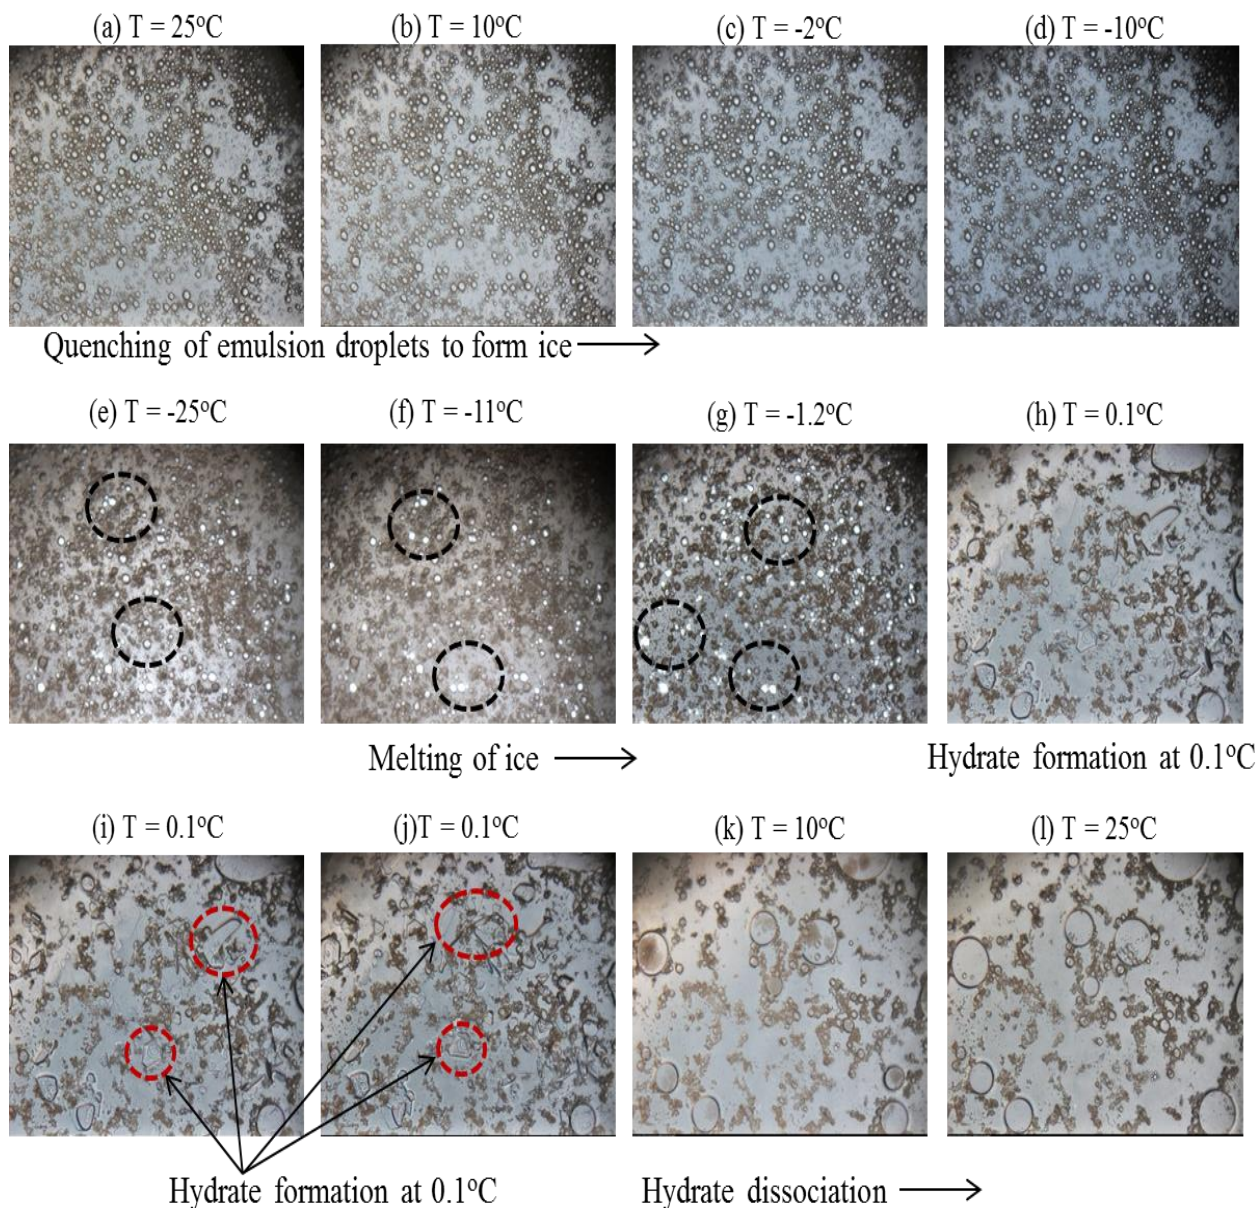 (a) T = 25°C
(b) T = 10°C
(c) T = -2°C
(d) T = -10°C
Quenching of emulsion droplets to form ice
(e) T = -25°C
(f) T = -11°C
(g) T = -1.2°C
(h) T = 0.1°C
Melting of ice
Hydrate formation at 0.1°C
(i) T = 0.1°C
(j)T = 0.1°C
(k) T = 10°C
(l) T = 25°C
Hydrate formation at 0.1°C
Hydrate dissociation